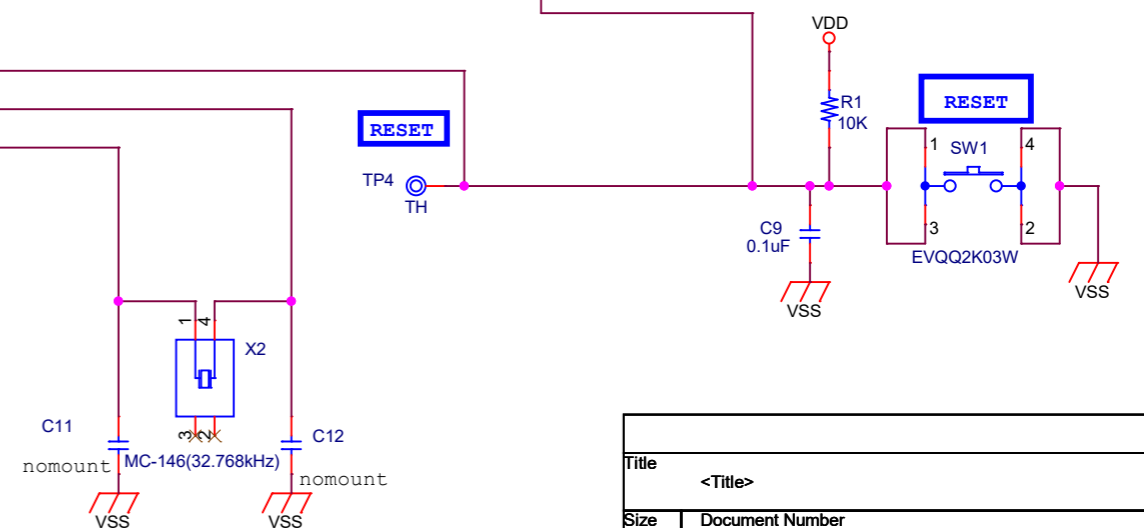 VDD
R1
10K
RESET
RESET
1
SW1
4
TP4
TH
C9
0.1uF
3
2
EVQQ2K03W
VSS
VSS
1
4
X2
C11
3
2
C12
nomount
MC-146(32.768kHz)
nomount
VSS
VSS
Title
<Title>
Size
Document Number